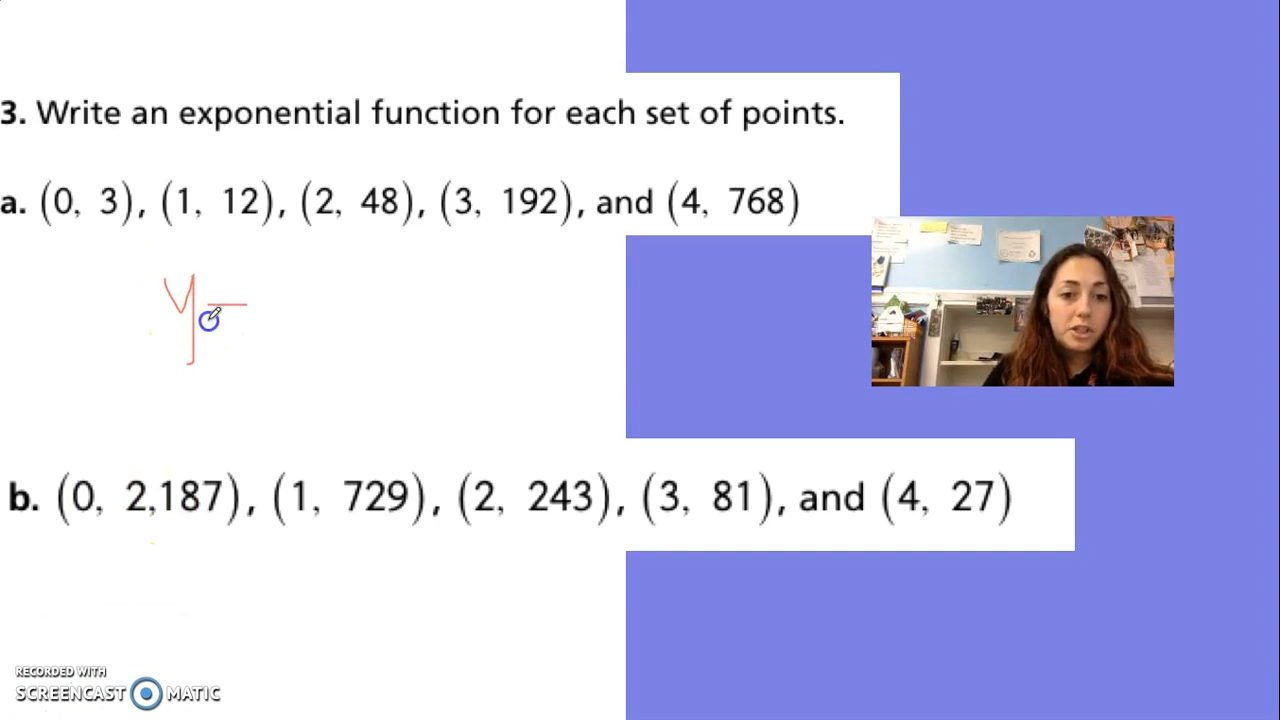 3. Write an exponential function for each set of points.
a. (0, 3), (1, 12), (2, 48), (3, 192), and (4, 768)
y
b. (0, 2,187), (1, 729), (2, 243), (3, 81), and (4, 27)
RECORDED WITH
SCREENCAST MATIC